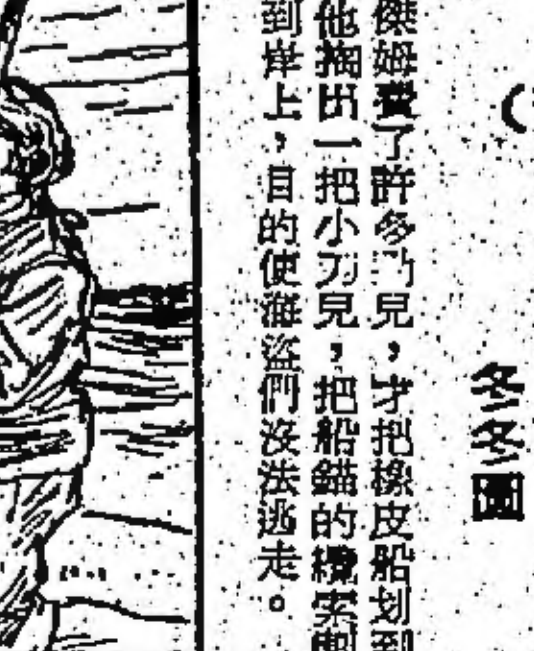 冬冬圖
傑姆費了許多功兒,才把橡皮船划到
他掏出一把小刀兒,把船錨的纜索
到岸上,目的使海盜們沒法逃走。